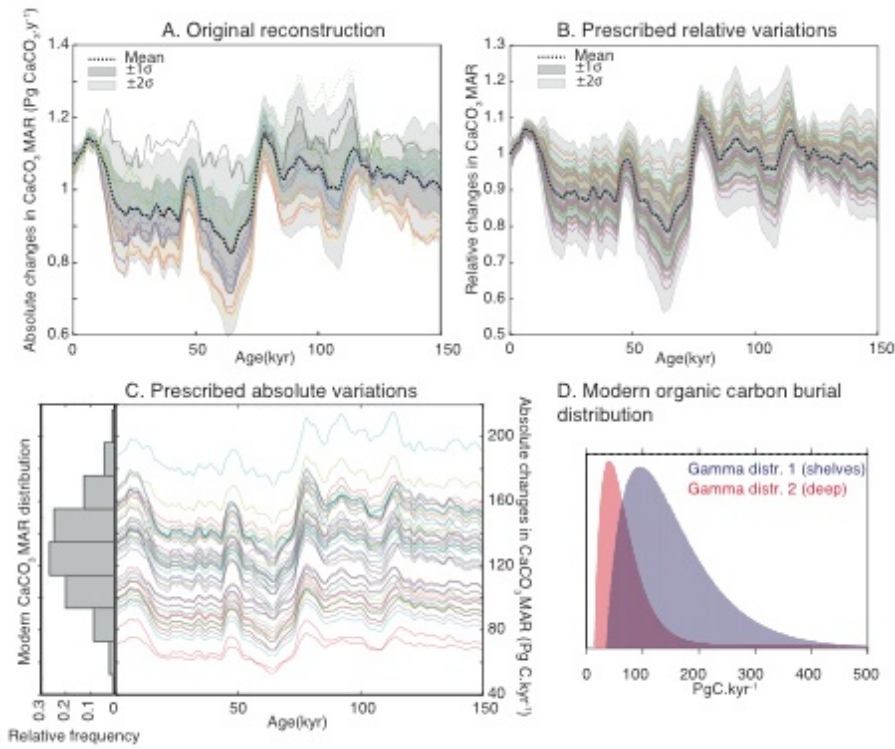 A. Original reconstruction
Absolute changes in CaCO₃ MAR (Pg CaCO₃.y⁻¹)
1.4
1.2
1
0,8
0.6
Mean
±1σ
±2σ
0
50
100
150
Age(kyr)
B. Prescribed relative variations
Relative changes in CaCO₃ MAR
1.3
1.2
1.1
1
0.9
0.8
0.7
0.6
0.5
Mean
±1σ
±2σ
0
50
100
150
Age(kyr)
C. Prescribed absolute variations
Modern CaCO₃ MAR distribution
0.3
0.2
0.1
Relative frequency
0
50
100
150
Age(kyr)
220
200
160
120
80
40
Absolute changes in CaCO₃ MAR (Pg C.kyr⁻¹)
D. Modern organic carbon burial
distribution
Gamma distr. 1 (shelves)
Gamma distr. 2 (deep)
0
100
200
300
400
500
PgC.kyr⁻¹